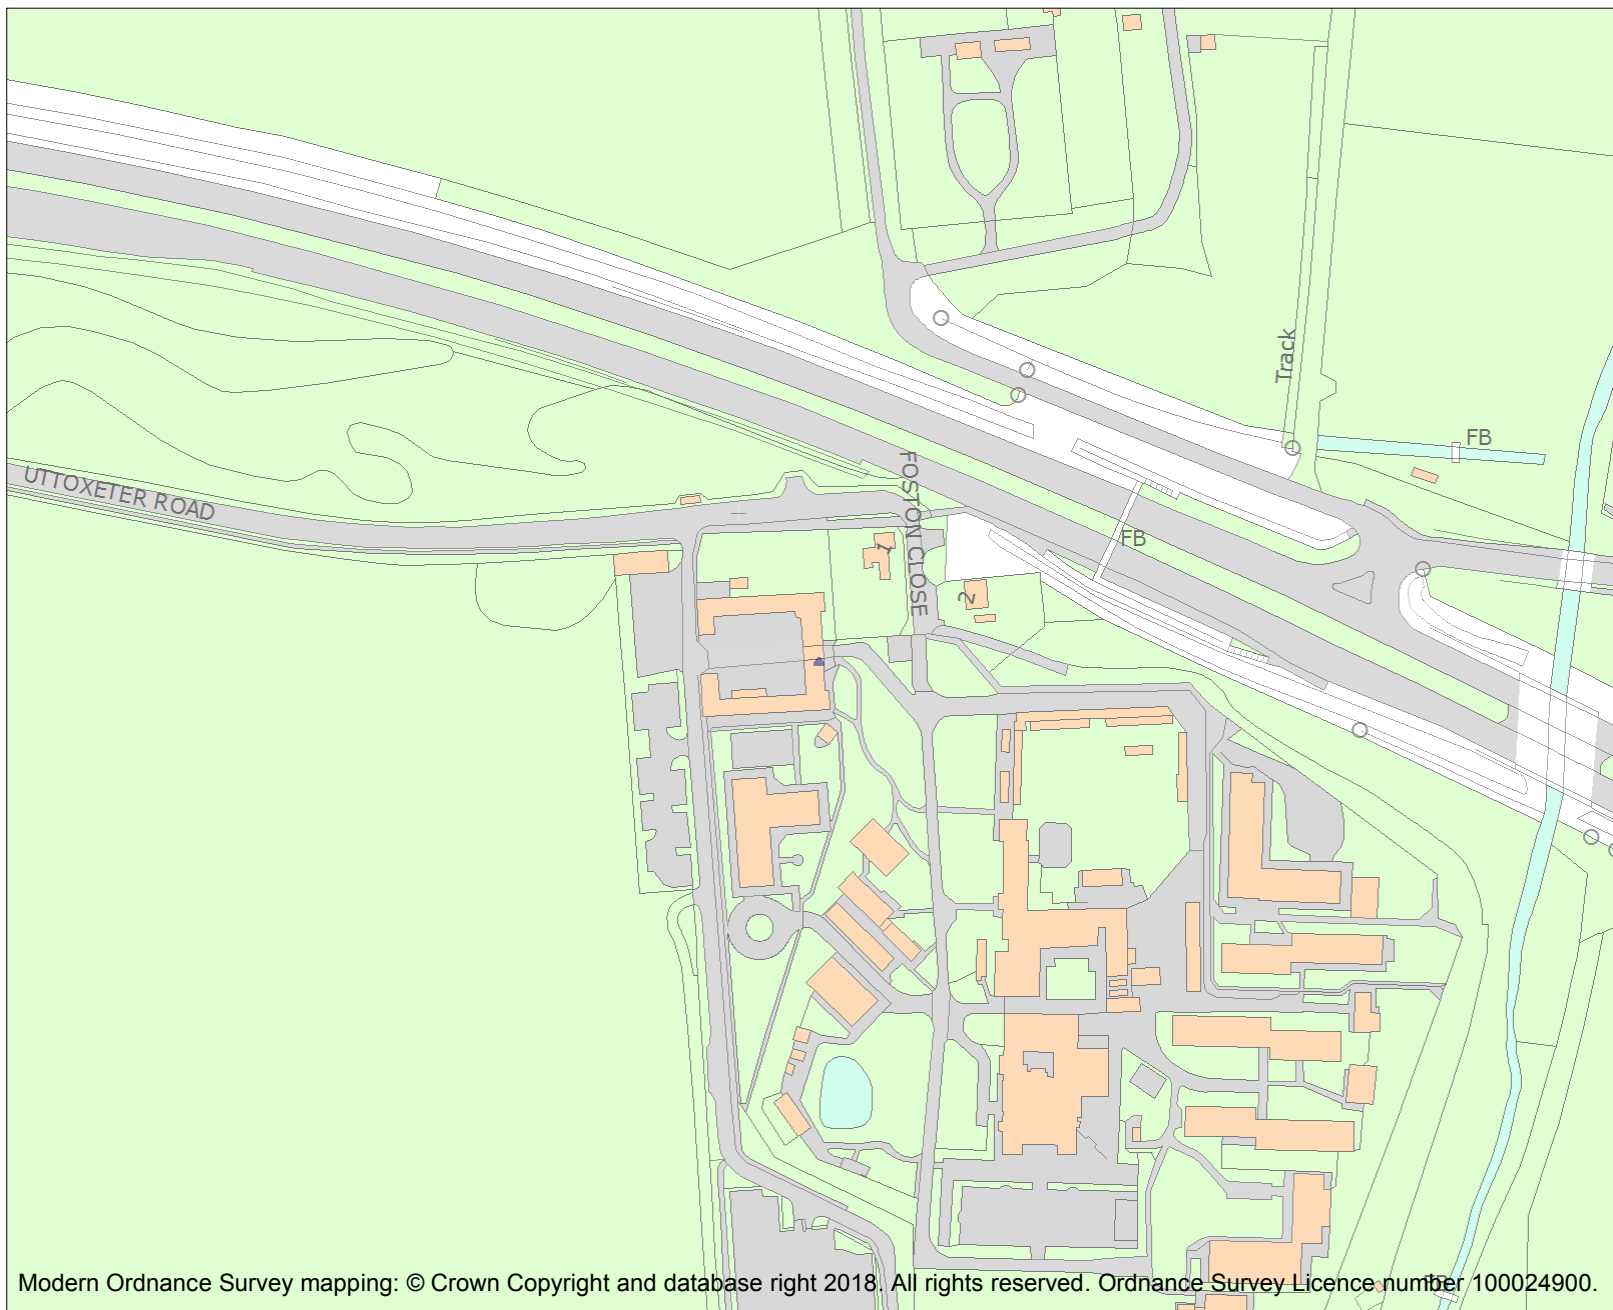 Track
FB
FOSTON CLOSE
UTTOXETER ROAD
FB
1
2
Modern Ordnance Survey mapping: © Crown Copyright and database right 2018. All rights reserved. Ordnance Survey Licence number 100024900.